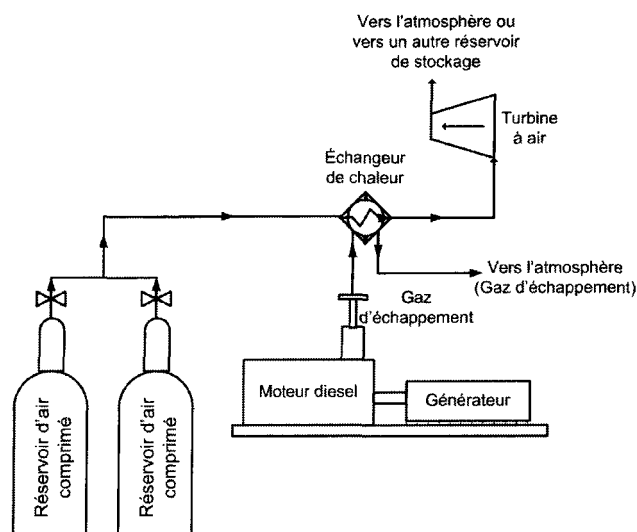 Vers l'atmosphère ou
vers un autre réservoir
de stockage
Turbine
à air
Échangeur
de chaleur
Vers l'atmosphère
(Gaz d'échappement)
Gaz
d'échappement
Moteur diesel
Générateur
Réservoir d'air
comprimé
Réservoir d'air
comprimé